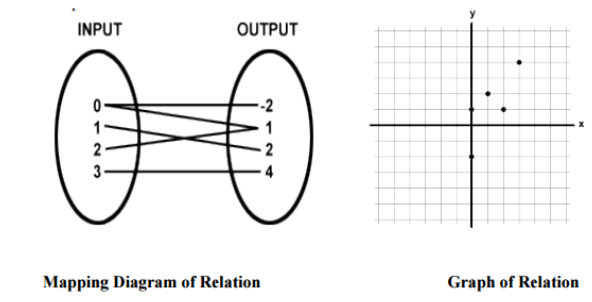 INPUT OUTPUT y
0 -2
1 1
2 2
3 4
x
Mapping Diagram of Relation Graph of Relation